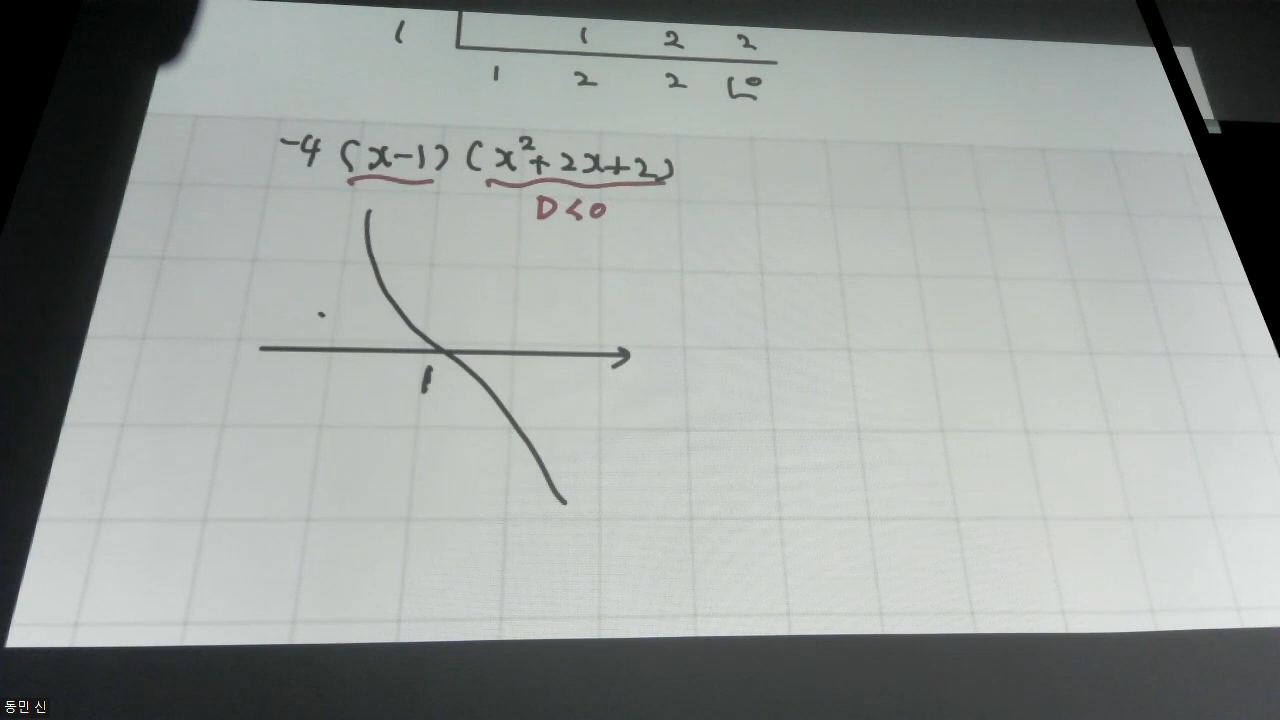 1 | 1 2 2
1 2 2 |0
-4 (x-1) (x²+2x+2)
D<0
1
동민 신